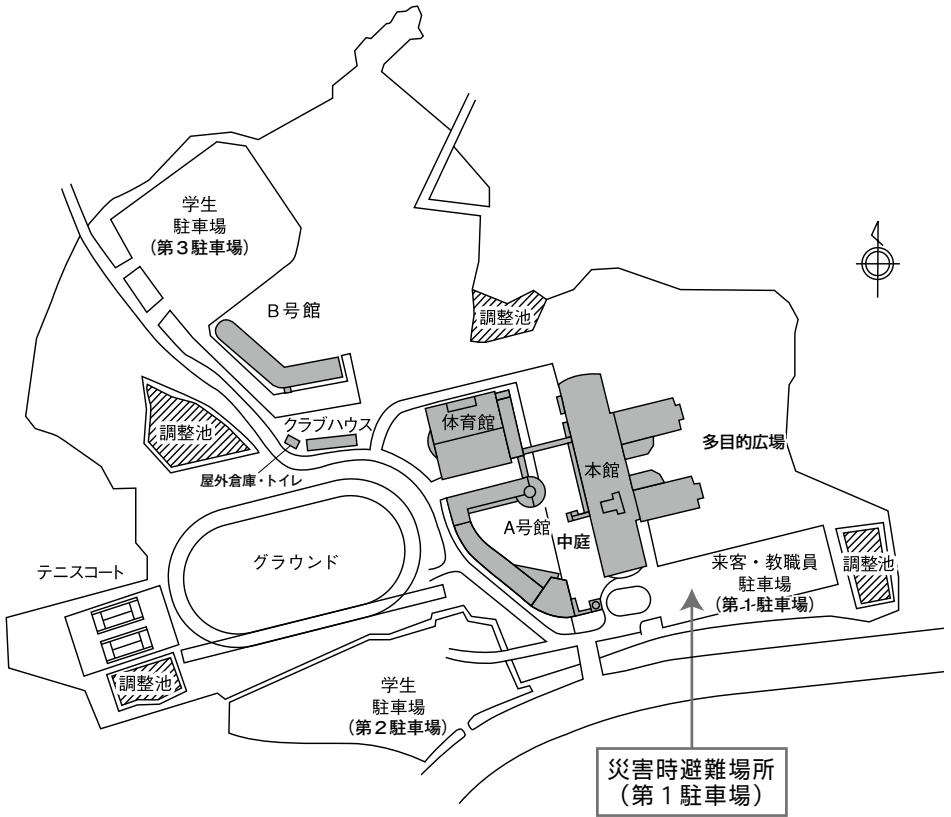 学生
駐車場
(第3駐車場)
B号館
調整池
クラブハウス
体育館
調整池
屋外倉庫・トイレ
本館
多目的広場
A号館
中庭
グラウンド
テニスコート
来客・教職員
駐車場
(第1駐車場)
調整池
調整池
学生
駐車場
(第2駐車場)
災害時避難場所
(第1駐車場)